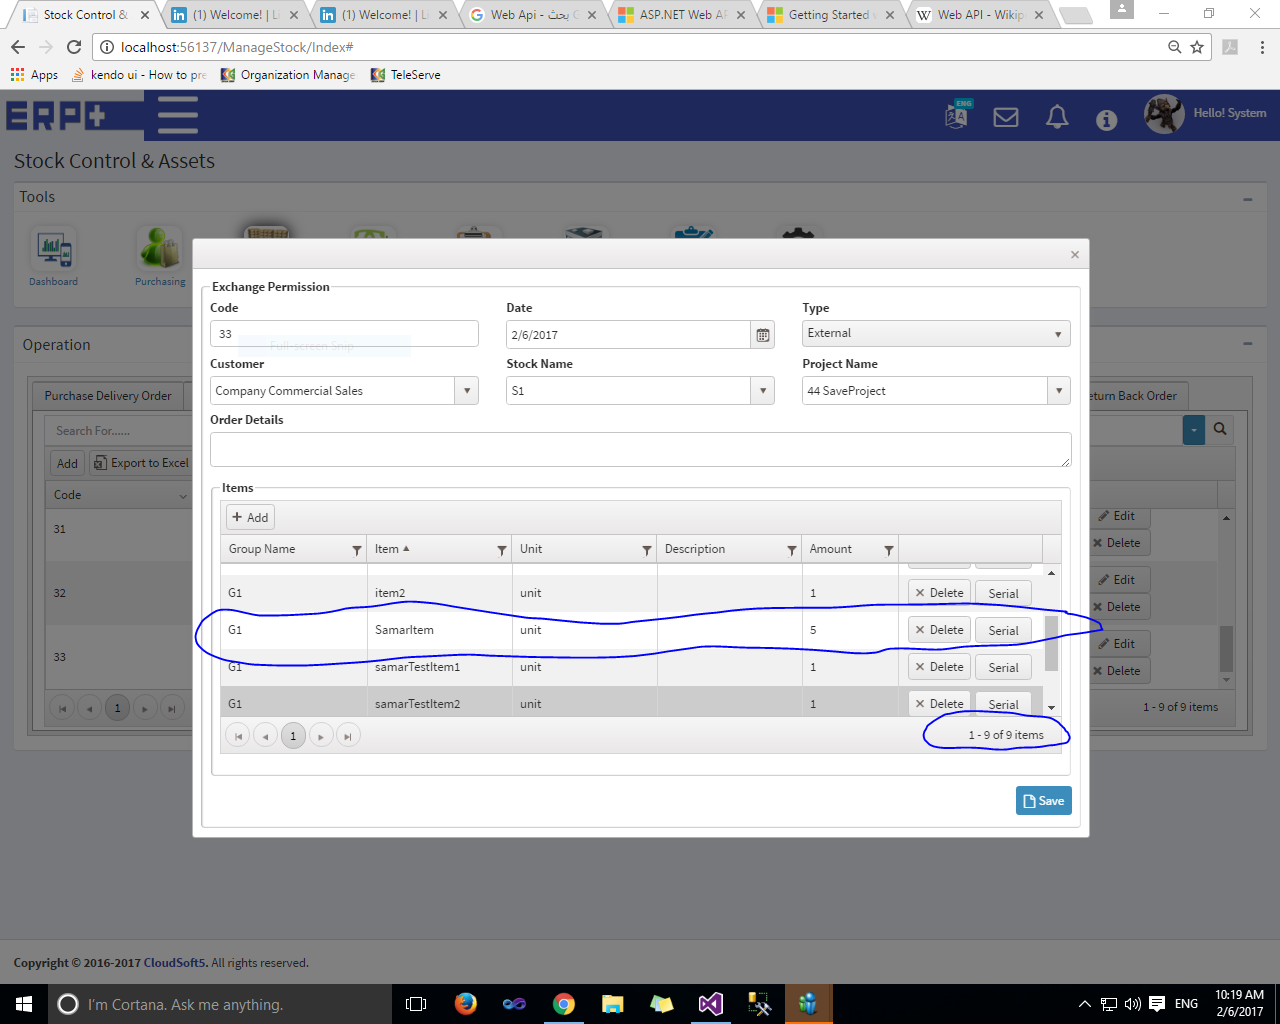 Stock Control &
(1) Welcome! | Li
(1) Welcome! | Li
Web Api - بحث
ASP.NET Web AP
Getting Started
Web API - Wikip
localhost:56137/ManageStock/Index#
Apps
kendo ui - How to pre
Organization Manage
TeleServe
ERP+
ENG
Hello! System
Stock Control & Assets
Tools
Dashboard
Purchasing
Exchange Permission
Code
Date
Type
33
2/6/2017
External
Full-screen Snip
Customer
Stock Name
Project Name
Company Commercial Sales
S1
44 SaveProject
Order Details
Operation
Purchase Delivery Order
eturn Back Order
Search For......
Add
Export to Excel
Code
31
Edit
Delete
32
Edit
Delete
33
Edit
Delete
1
1 - 9 of 9 items
Items
Add
Group Name
Item
Unit
Description
Amount
G1
item2
unit
1
Delete
Serial
G1
SamarItem
unit
5
Delete
Serial
G1
samarTestItem1
unit
1
Delete
Serial
G1
samarTestItem2
unit
1
Delete
Serial
1
1 - 9 of 9 items
Save
Copyright © 2016-2017 CloudSoft5. All rights reserved.
I'm Cortana. Ask me anything.
ENG
10:19 AM
2/6/2017